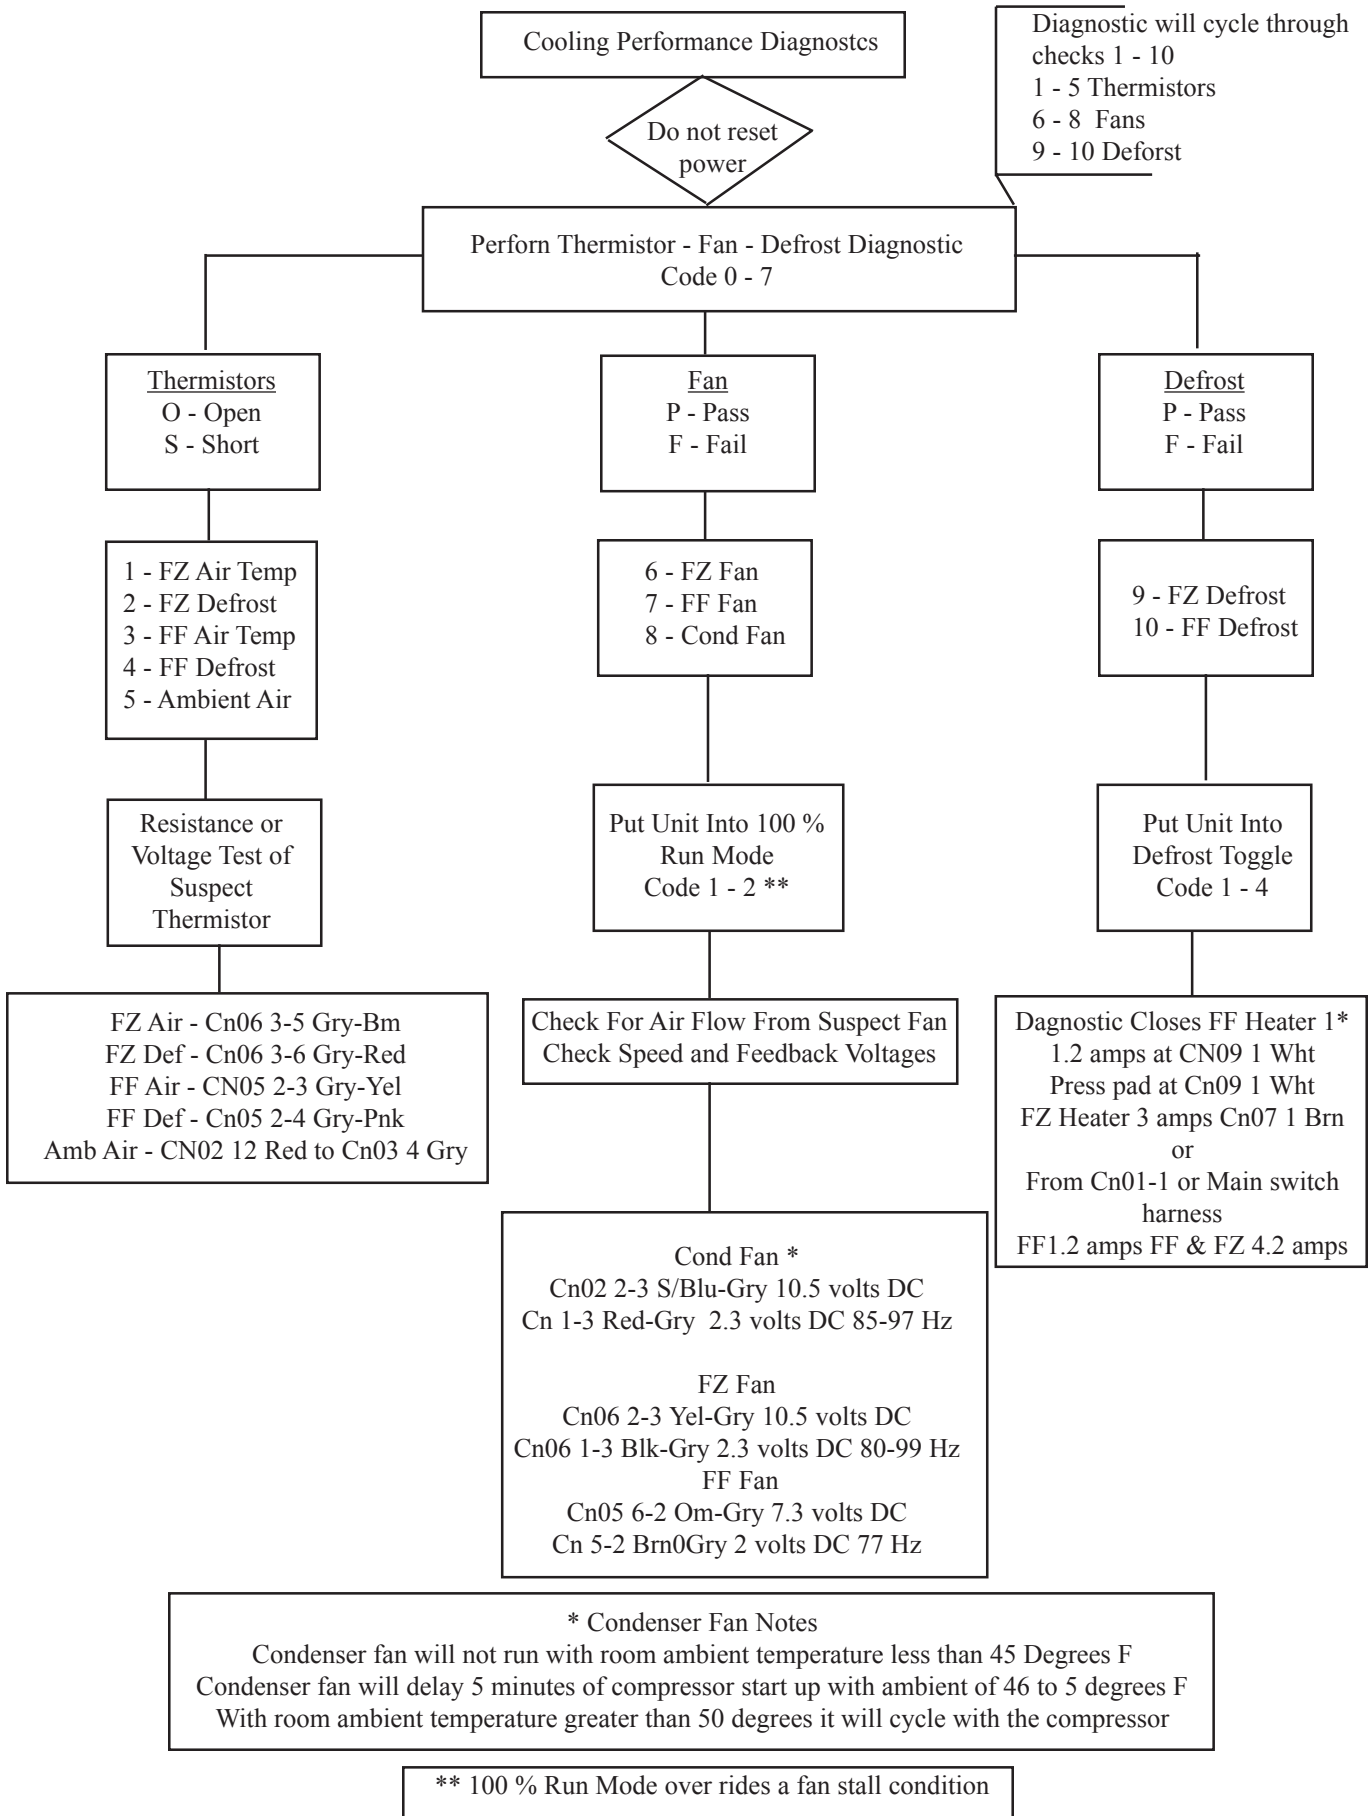 Cooling Performance Diagnostcs
Diagnostic will cycle through
checks 1 - 10
1 - 5 Thermistors
6 - 8 Fans
9 - 10 Deforst
Do not reset
power
Perforn Thermistor - Fan - Defrost Diagnostic
Code 0 - 7
Thermistors
O - Open
S - Short
Fan
P - Pass
F - Fail
Defrost
P - Pass
F - Fail
1 - FZ Air Temp
2 - FZ Defrost
3 - FF Air Temp
4 - FF Defrost
5 - Ambient Air
6 - FZ Fan
7 - FF Fan
8 - Cond Fan
9 - FZ Defrost
10 - FF Defrost
Resistance or
Voltage Test of
Suspect
Thermistor
Put Unit Into 100 %
Run Mode
Code 1 - 2 **
Put Unit Into
Defrost Toggle
Code 1 - 4
FZ Air - Cn06 3-5 Gry-Bm
FZ Def - Cn06 3-6 Gry-Red
FF Air - CN05 2-3 Gry-Yel
FF Def - Cn05 2-4 Gry-Pnk
Amb Air - CN02 12 Red to Cn03 4 Gry
Check For Air Flow From Suspect Fan
Check Speed and Feedback Voltages
Dagnostic Closes FF Heater 1*
1.2 amps at CN09 1 Wht
Press pad at Cn09 1 Wht
FZ Heater 3 amps Cn07 1 Brn
or
From Cn01-1 or Main switch
harness
FF1.2 amps FF & FZ 4.2 amps
Cond Fan *
Cn02 2-3 S/Blu-Gry 10.5 volts DC
Cn 1-3 Red-Gry 2.3 volts DC 85-97 Hz
FZ Fan
Cn06 2-3 Yel-Gry 10.5 volts DC
Cn06 1-3 Blk-Gry 2.3 volts DC 80-99 Hz
FF Fan
Cn05 6-2 Om-Gry 7.3 volts DC
Cn 5-2 Brn0Gry 2 volts DC 77 Hz
* Condenser Fan Notes
Condenser fan will not run with room ambient temperature less than 45 Degrees F
Condenser fan will delay 5 minutes of compressor start up with ambient of 46 to 5 degrees F
With room ambient temperature greater than 50 degrees it will cycle with the compressor
** 100 % Run Mode over rides a fan stall condition